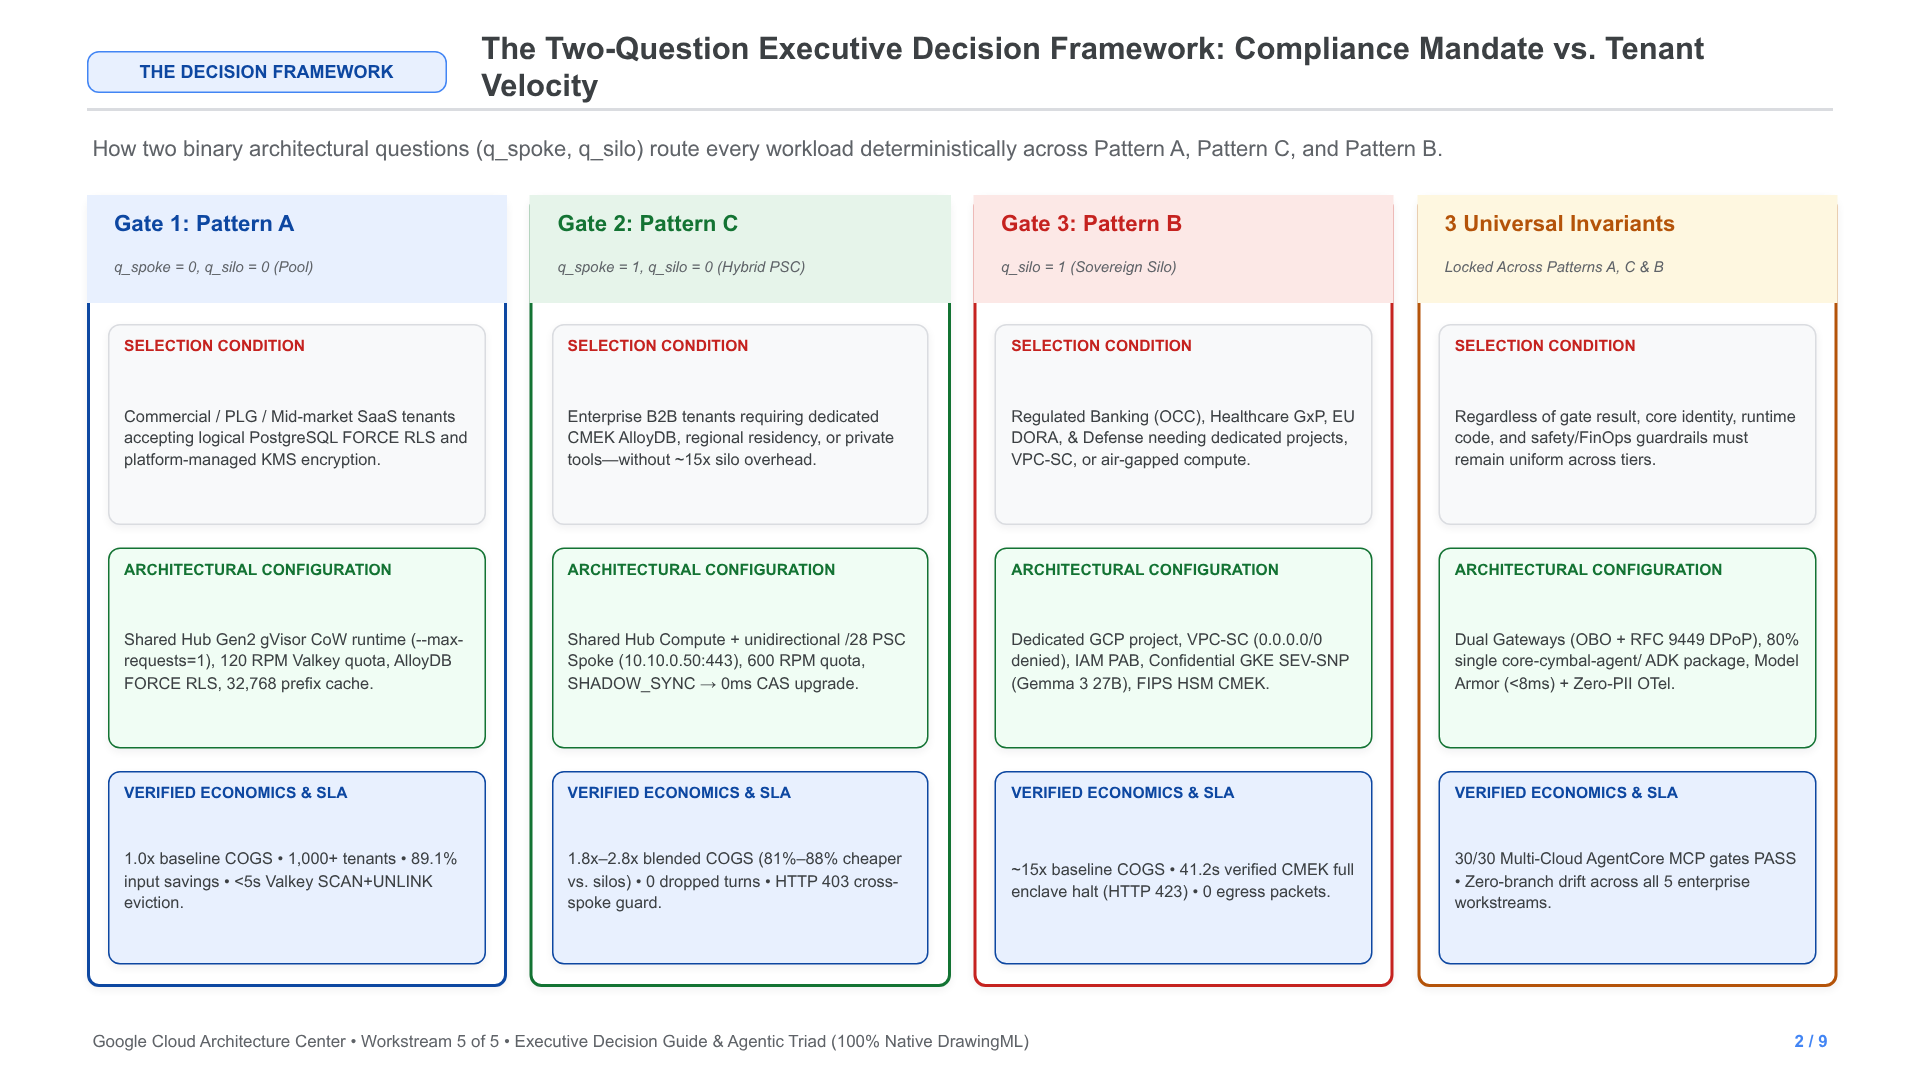 THE DECISION FRAMEWORK
The Two-Question Executive Decision Framework: Compliance Mandate vs. Tenant
Velocity
How two binary architectural questions (q_spoke, q_silo) route every workload deterministically across Pattern A, Pattern C, and Pattern B.
Gate 1: Pattern A
q_spoke = 0, q_silo = 0 (Pool)
SELECTION CONDITION
Commercial / PLG / Mid-market SaaS tenants
accepting logical PostgreSQL FORCE RLS and
platform-managed KMS encryption.
ARCHITECTURAL CONFIGURATION
Shared Hub Gen2 gVisor CoW runtime (--max-
requests=1), 120 RPM Valkey quota, AlloyDB
FORCE RLS, 32,768 prefix cache.
VERIFIED ECONOMICS & SLA
1.0x baseline COGS • 1,000+ tenants • 89.1%
input savings • <5s Valkey SCAN+UNLINK
eviction.
Gate 2: Pattern C
q_spoke = 1, q_silo = 0 (Hybrid PSC)
SELECTION CONDITION
Enterprise B2B tenants requiring dedicated
CMEK AlloyDB, regional residency, or private
tools—without ~15x silo overhead.
ARCHITECTURAL CONFIGURATION
Shared Hub Compute + unidirectional /28 PSC
Spoke (10.10.0.50:443), 600 RPM quota,
SHADOW_SYNC → 0ms CAS upgrade.
VERIFIED ECONOMICS & SLA
1.8x–2.8x blended COGS (81%–88% cheaper
vs. silos) • 0 dropped turns • HTTP 403 cross-
spoke guard.
Gate 3: Pattern B
q_silo = 1 (Sovereign Silo)
SELECTION CONDITION
Regulated Banking (OCC), Healthcare GxP, EU
DORA, & Defense needing dedicated projects,
VPC-SC, or air-gapped compute.
ARCHITECTURAL CONFIGURATION
Dedicated GCP project, VPC-SC (0.0.0.0/0
denied), IAM PAB, Confidential GKE SEV-SNP
(Gemma 3 27B), FIPS HSM CMEK.
VERIFIED ECONOMICS & SLA
~15x baseline COGS • 41.2s verified CMEK full
enclave halt (HTTP 423) • 0 egress packets.
3 Universal Invariants
Locked Across Patterns A, C & B
SELECTION CONDITION
Regardless of gate result, core identity, runtime
code, and safety/FinOps guardrails must
remain uniform across tiers.
ARCHITECTURAL CONFIGURATION
Dual Gateways (OBO + RFC 9449 DPoP), 80%
single core-cymbal-agent/ ADK package, Model
Armor (<8ms) + Zero-PII OTel.
VERIFIED ECONOMICS & SLA
30/30 Multi-Cloud AgentCore MCP gates PASS
• Zero-branch drift across all 5 enterprise
workstreams.
Google Cloud Architecture Center • Workstream 5 of 5 • Executive Decision Guide & Agentic Triad (100% Native DrawingML)
2 / 9